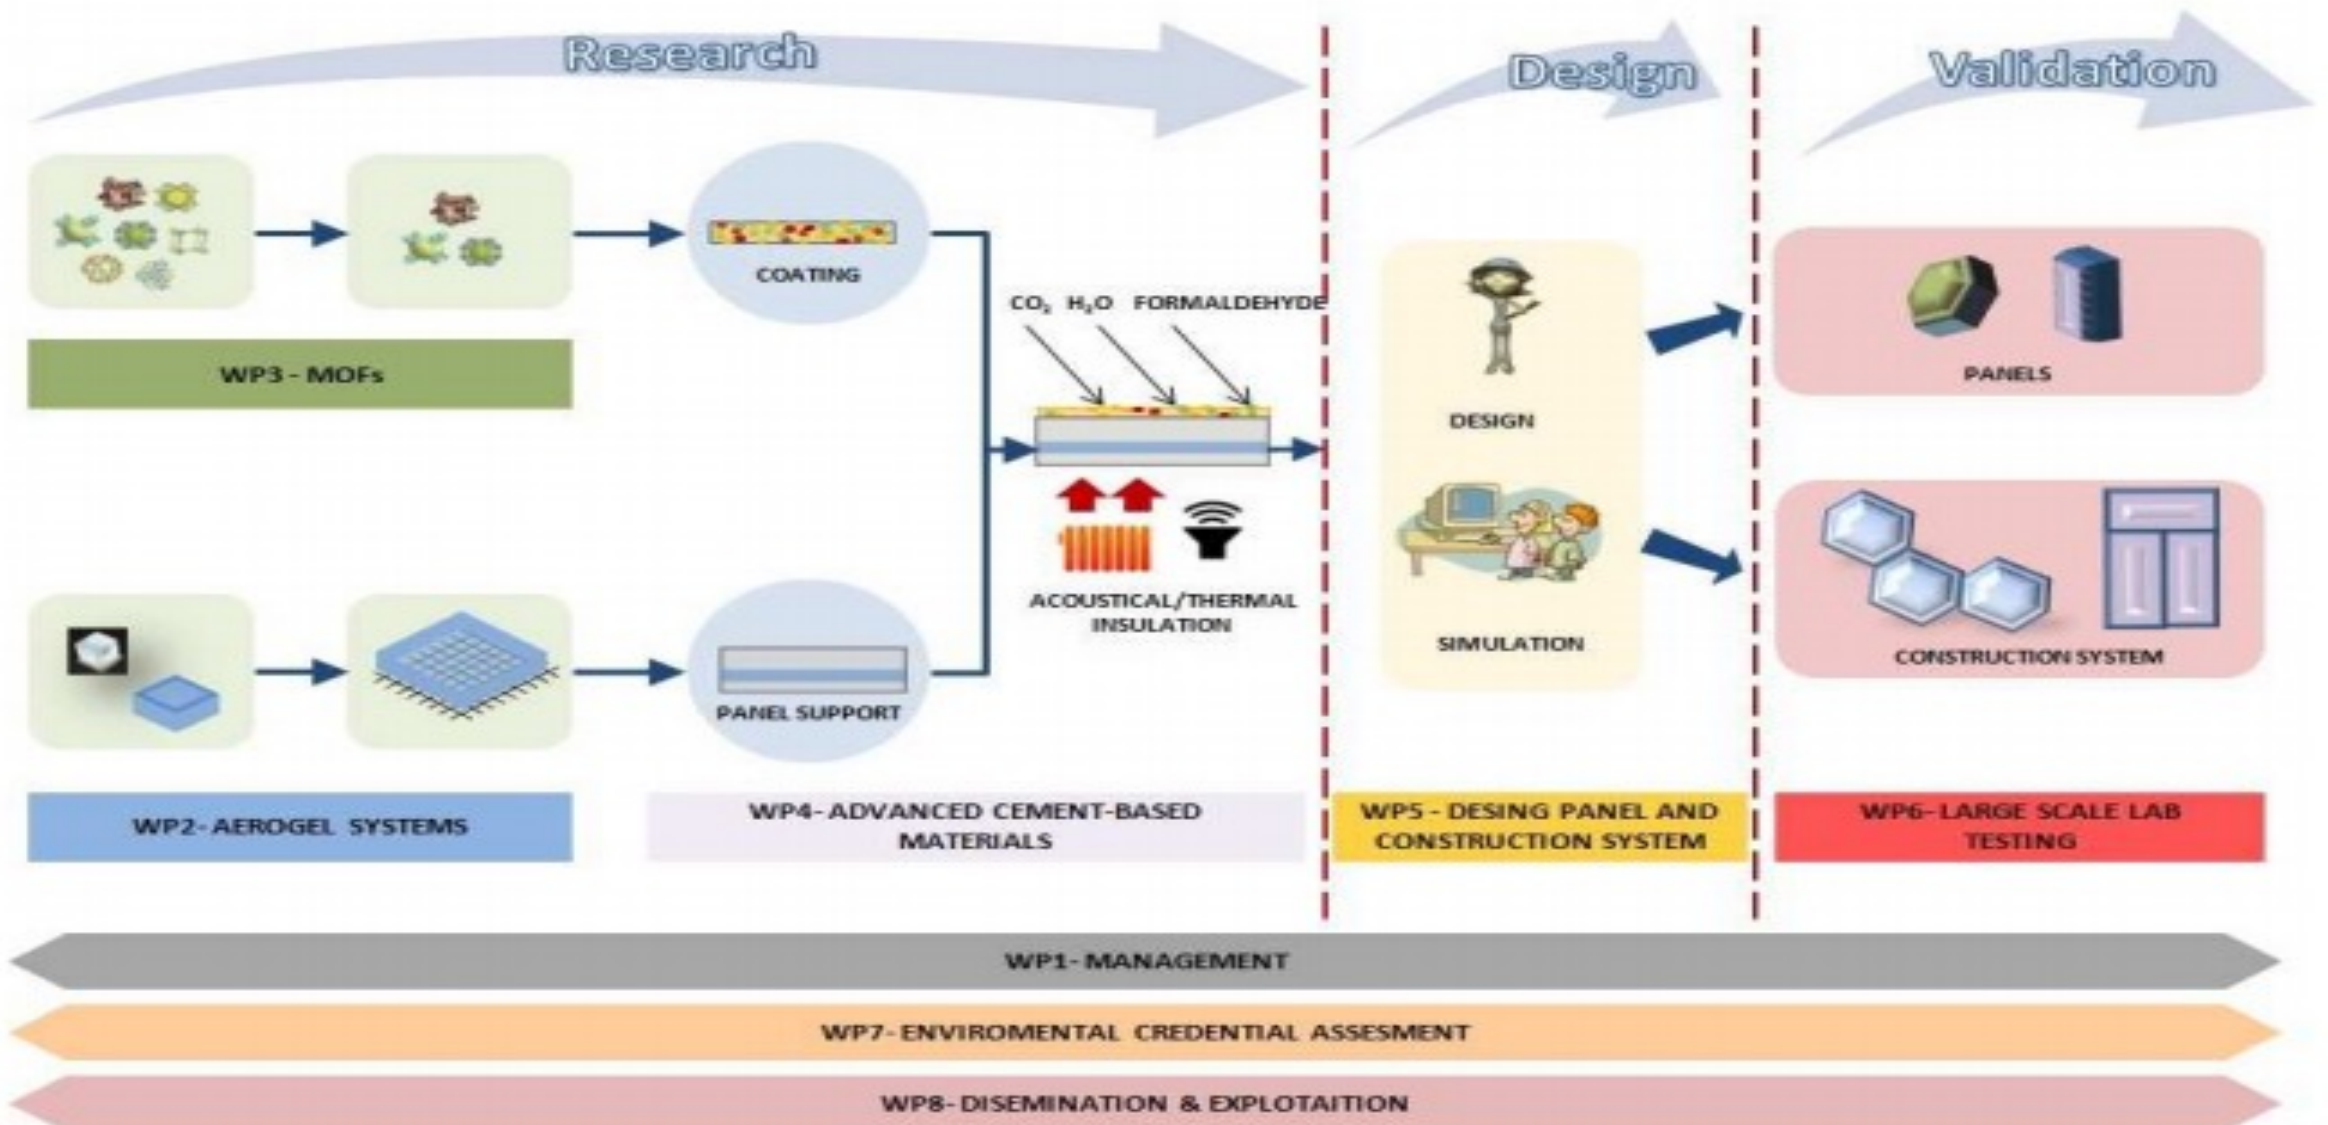 Research
Design
Validation
COATING
CO₂ H₂O FORMALDEHYDE
WP3 - MOFs
ACOUSTICAL/THERMAL
INSULATION
PANEL SUPPORT
DESIGN
SIMULATION
PANELS
CONSTRUCTION SYSTEM
WP2- AEROGEL SYSTEMS
WP4- ADVANCED CEMENT-BASED
MATERIALS
WP5 - DESING PANEL AND
CONSTRUCTION SYSTEM
WP6- LARGE SCALE LAB
TESTING
WP1- MANAGEMENT
WP7- ENVIROMENTAL CREDENTIAL ASSESMENT
WP8- DISEMINATION & EXPLOTAITION